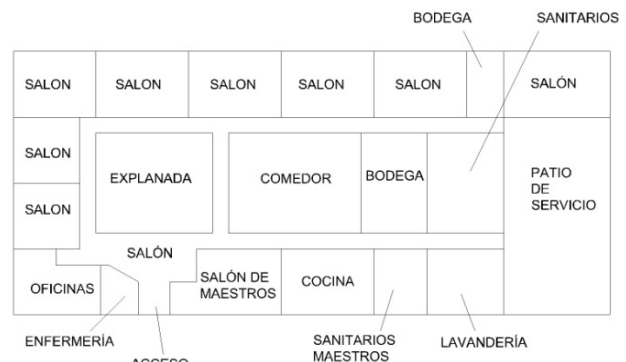 BODEGA
SANITARIOS
SALON
SALON
SALON
SALON
SALON
SALÓN
SALON
EXPLANADA
COMEDOR
BODEGA
PATIO
DE
SERVICIO
SALON
SALÓN
OFICINAS
SALÓN DE
MAESTROS
COCINA
ENFERMERÍA
ACCESO
SANITARIOS
MAESTROS
LAVANDERÍA